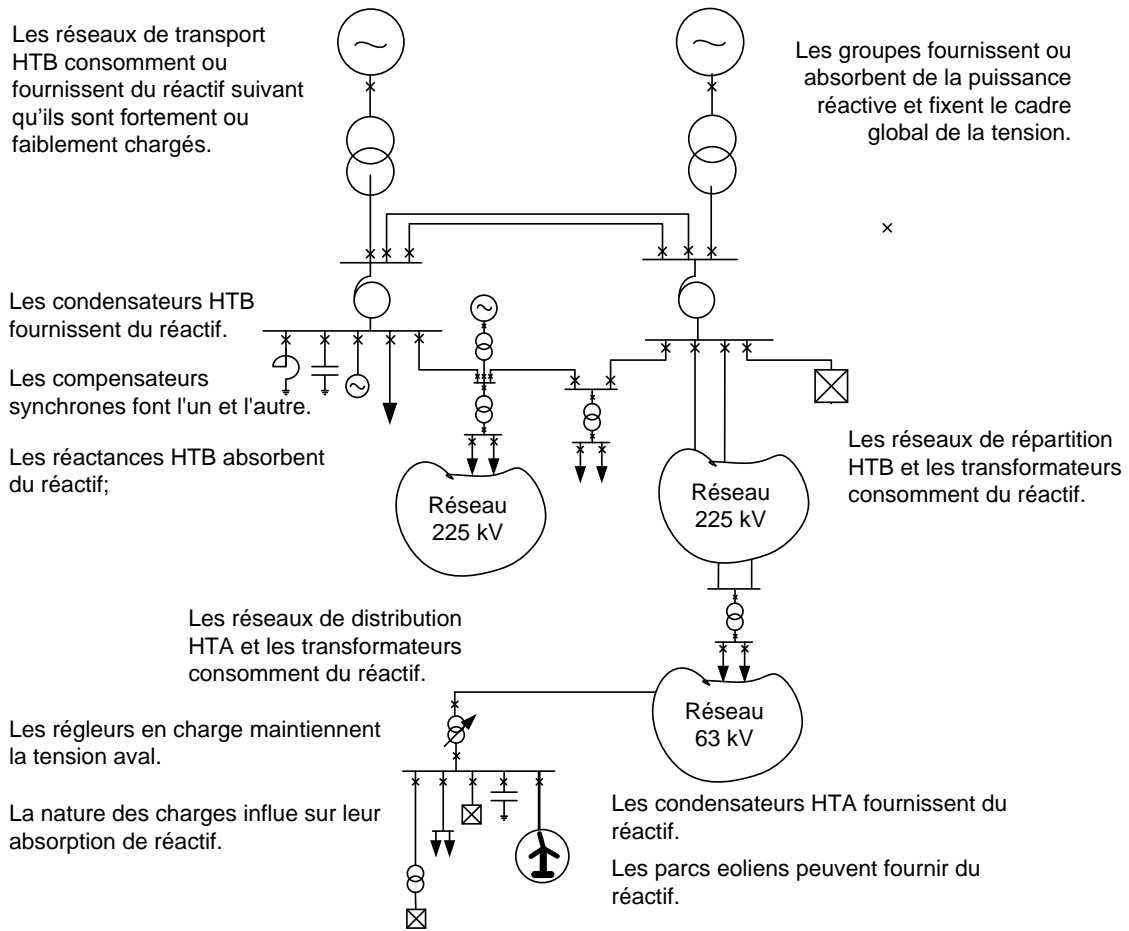 Les réseaux de transport
HTB consomment ou
fournissent du réactif suivant
qu'ils sont fortement ou
faiblement chargés.
Les groupes fournissent ou
absorbent de la puissance
réactive et fixent le cadre
global de la tension.
Les condensateurs HTB
fournissent du réactif.
Les compensateurs
synchrones font l'un et l'autre.
Les réactances HTB absorbent
du réactif;
Les réseaux de répartition
HTB et les transformateurs
consomment du réactif.
Réseau
225 kV
Réseau
225 kV
Les réseaux de distribution
HTA et les transformateurs
consomment du réactif.
Réseau
63 kV
Les régleurs en charge maintiennent
la tension aval.
La nature des charges influe sur leur
absorption de réactif.
Les condensateurs HTA fournissent du
réactif.
Les parcs eoliens peuvent fournir du
réactif.